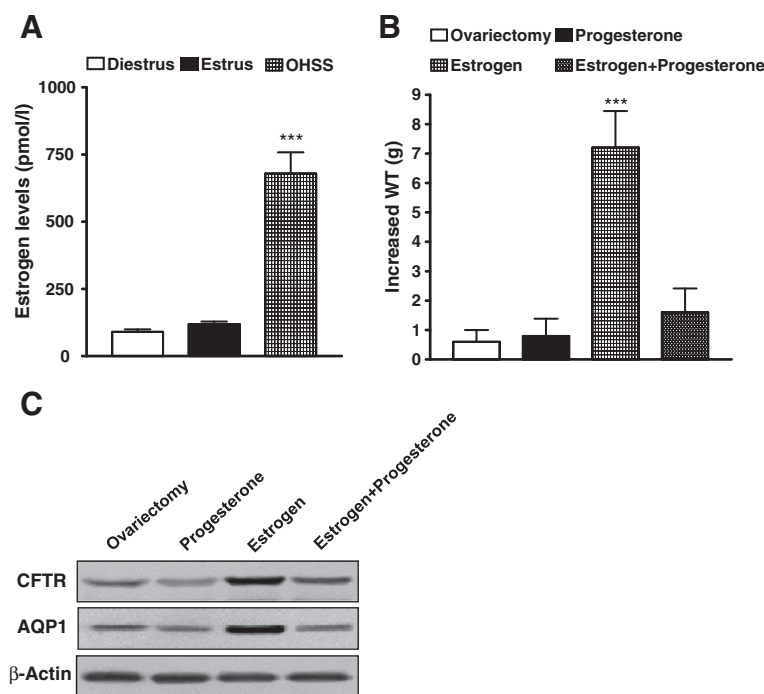 A
Diestrus Estrus OHSS
Estrogen levels (pmol/l)
1000
750
500
250
0
***
B
Ovariectomy Progesterone
Estrogen Estrogen+Progesterone
Increased WT (g)
9
8
7
6
5
4
3
2
1
0
***
C
Ovariectomy
Progesterone
Estrogen
Estrogen+Progesterone
CFTR
AQP1
β-Actin